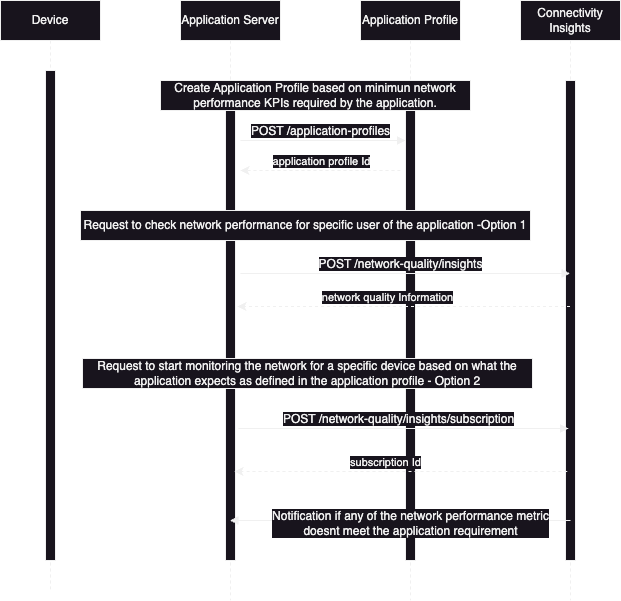 Device
Application Server
Application Profile
Connectivity
Insights
Create Application Profile based on minimun network
performance KPIs required by the application.
POST /application-profiles
application profile Id
Request to check network performance for specific user of the application -Option 1
POST /network-quality/insights
network quality Information
Request to start monitoring the network for a specific device based on what the
application expects as defined in the application profile - Option 2
POST /network-quality/insights/subscription
subscription Id
Notification if any of the network performance metric
doesnt meet the application requirement